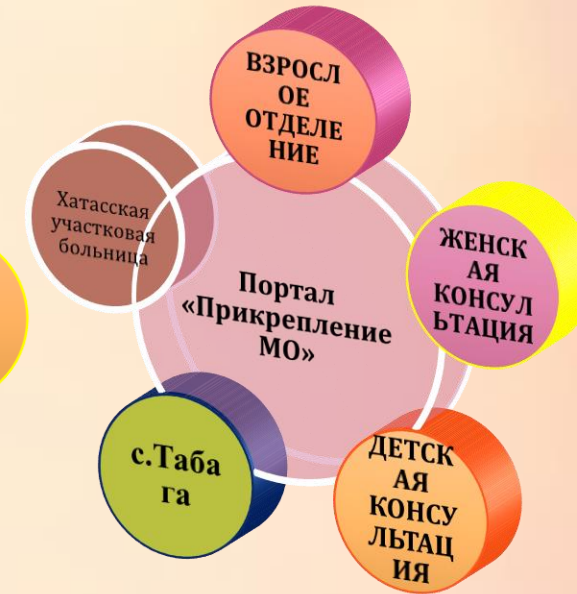 ВЗРОСЛ
ОЕ
ОТДЕЛЕ
НИЕ
Хатасская
участковая
больница
ЖЕНСК
АЯ
КОНСУЛ
ЬТАЦИЯ
Портал
«Прикрепление
МО»
с.Таба
га
ДЕТСК
АЯ
КОНСУ
ЛЬТАЦ
ИЯ